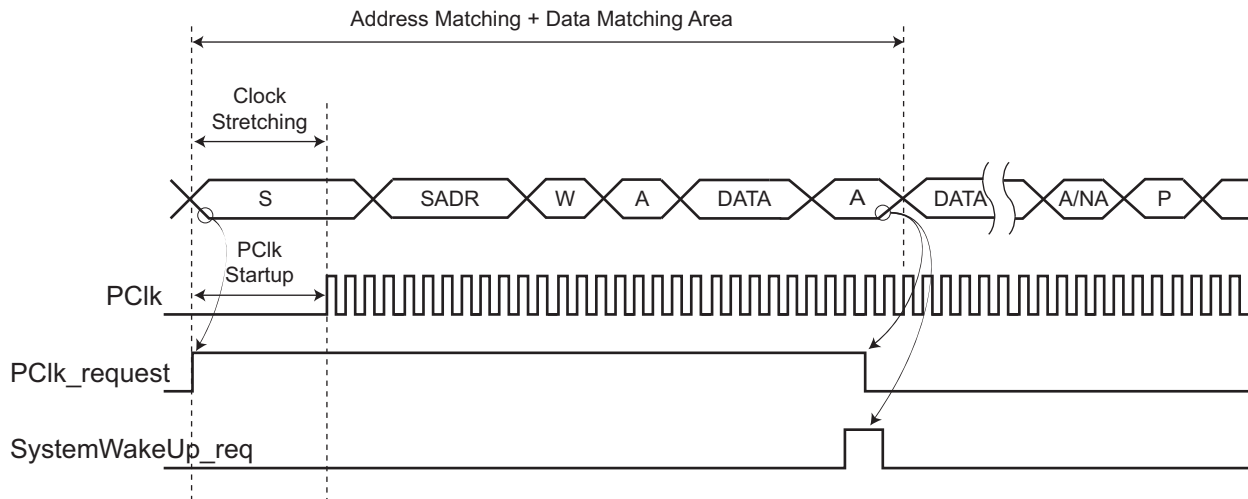 Address Matching + Data Matching Area
Clock
Stretching
S
SADR
W
A
DATA
A
DATA
A/NA
P
PClk
Startup
PClk
PClk_request
SystemWakeUp_req